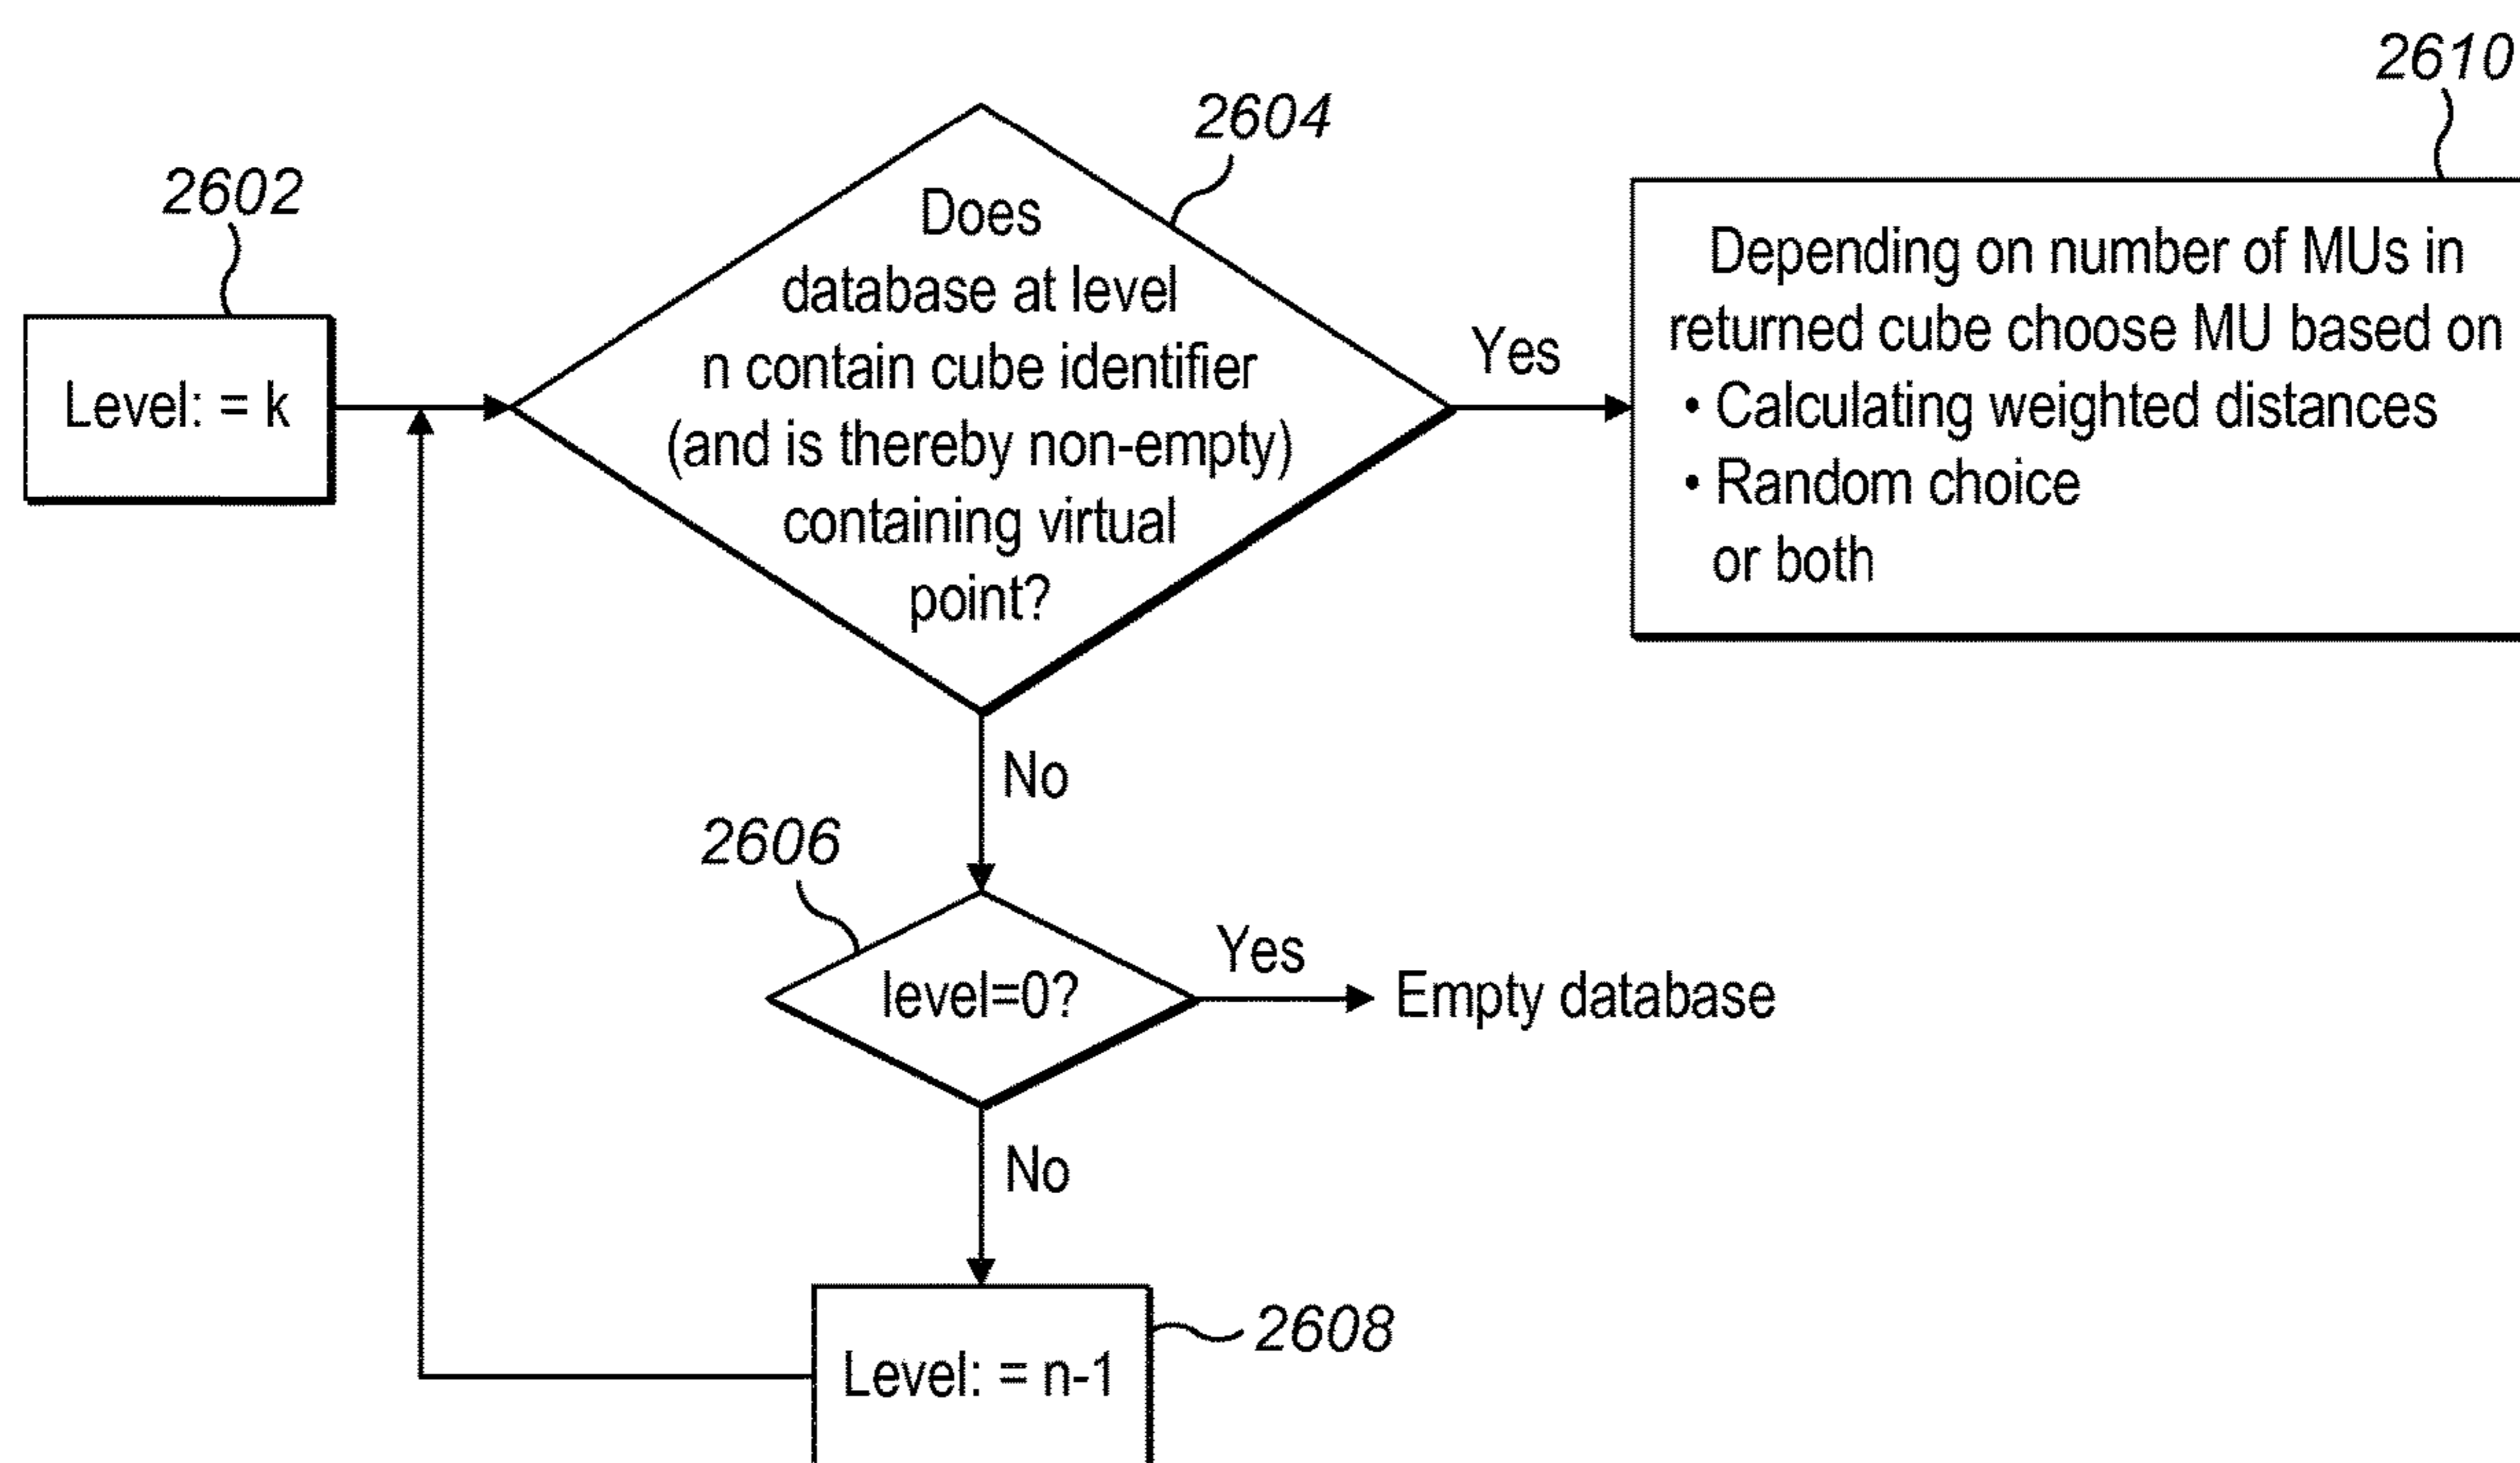 2610
2604
2602
Does
database at level
n contain cube identifier
(and is thereby non-empty)
containing virtual
point?
Level: = k
Yes
Depending on number of MUs in
returned cube choose MU based on
• Calculating weighted distances
• Random choice
or both
No
2606
level=0?
Yes
Empty database
No
2608
Level: = n-1